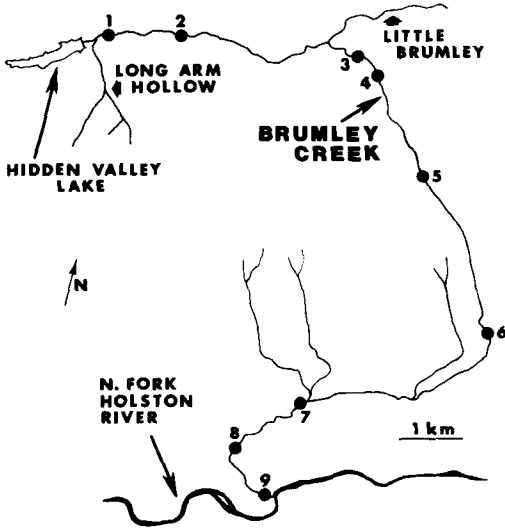 1
2
LITTLE
BRUMLEY
3
4
LONG ARM
HOLLOW
BRUMLEY
CREEK
HIDDEN VALLEY
LAKE
5
N
6
N. FORK
HOLSTON
RIVER
7
1 km
8
9